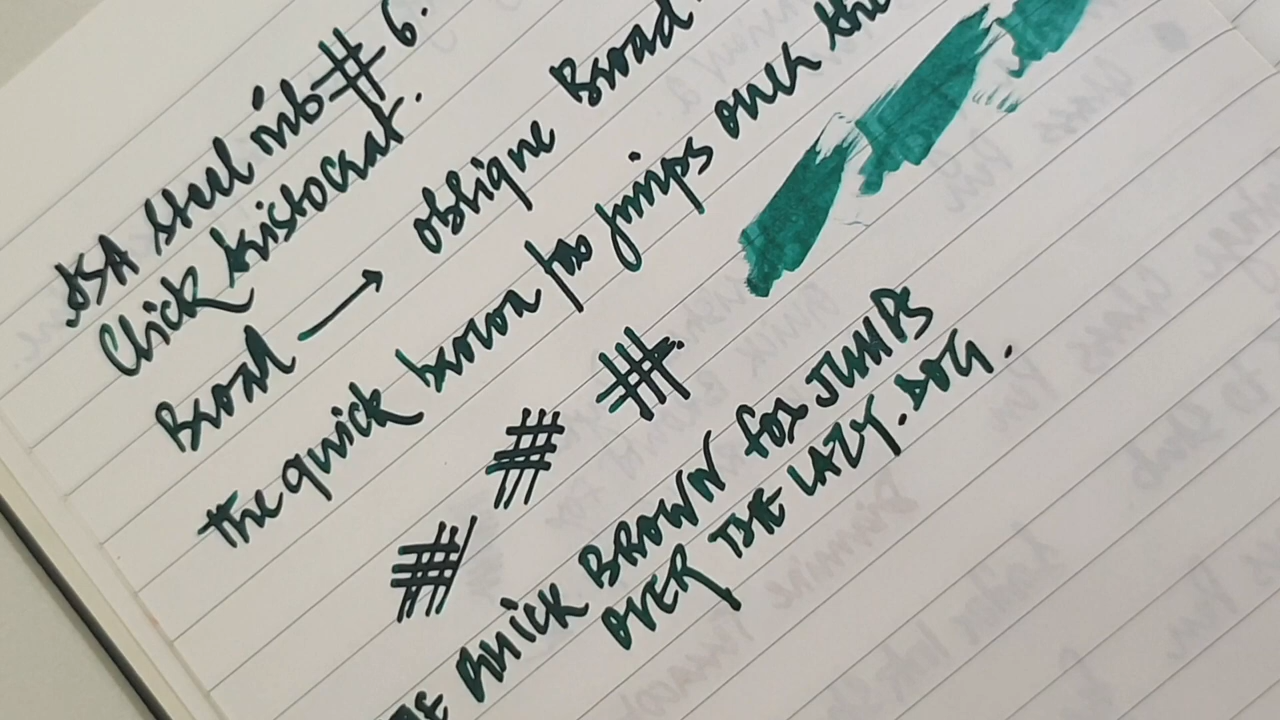 ASA Steel nib # 6.
Click Aristocrat.
Broad → oblique Broad
the quick brown fox jumps over the
QUICK BROWN fox JUMPS
OVER THE LAZY. DOG.